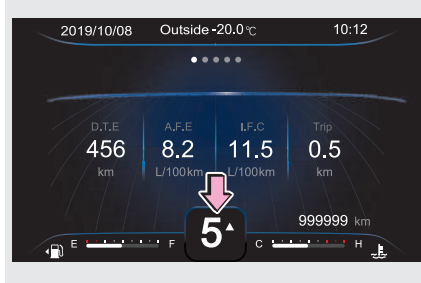 2019/10/08 Outside -20.0 ℃ 10:12
D.T.E A.F.E I.F.C Trip
456 8.2 11.5 0.5
km L/100km L/100km km
999999 km
E F 5 C H